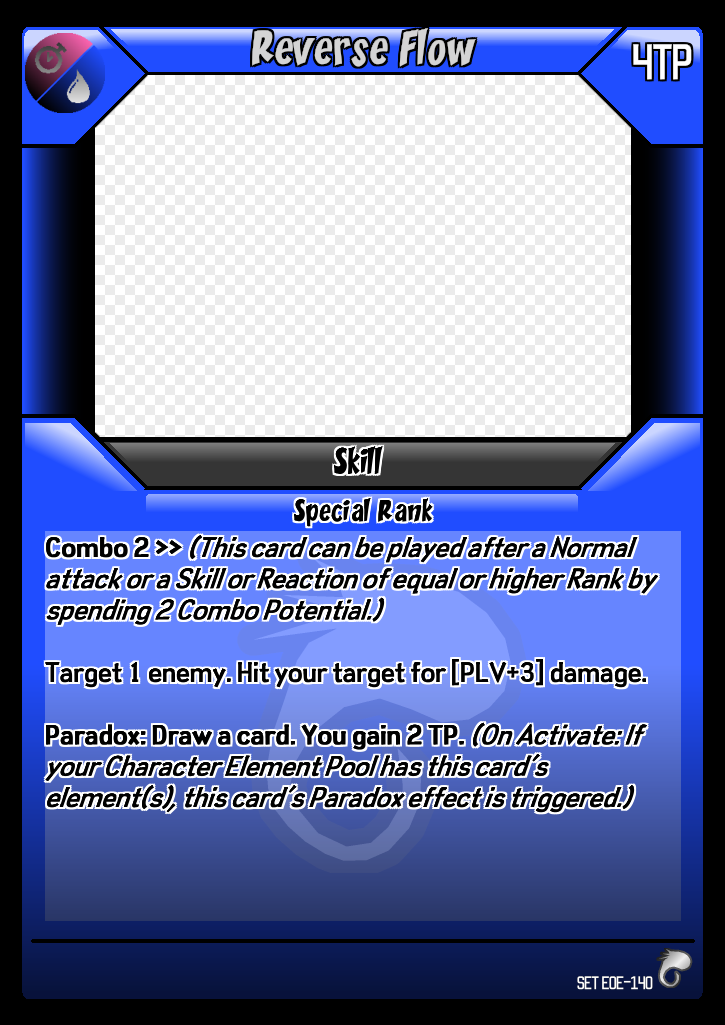 Reverse Flow
4TP
Skill
Special Rank
Combo 2 >> (This card can be played after a Normal
attack or a Skill or Reaction of equal or higher Rank by
spending 2 Combo Potential.)
Target 1 enemy. Hit your target for [PLV+3] damage.
Paradox: Draw a card. You gain 2 TP. (On Activate: If
your Character Element Pool has this card's
element(s), this card's Paradox effect is triggered.)
SET EOE-140